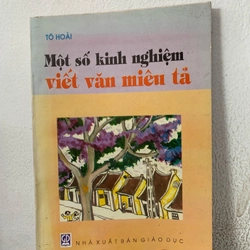 TÔ HOÀI
Một số kinh nghiệm
viết văn miêu tả
NHÀ XUẤT BẢN GIÁO DỤC